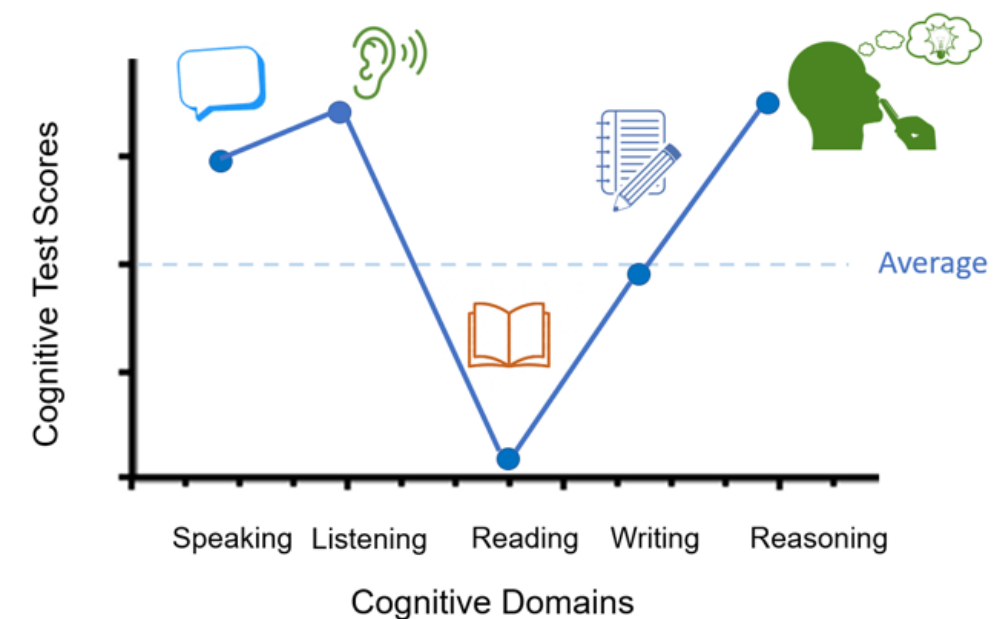 Cognitive Test Scores
Average
Speaking Listening Reading Writing Reasoning
Cognitive Domains